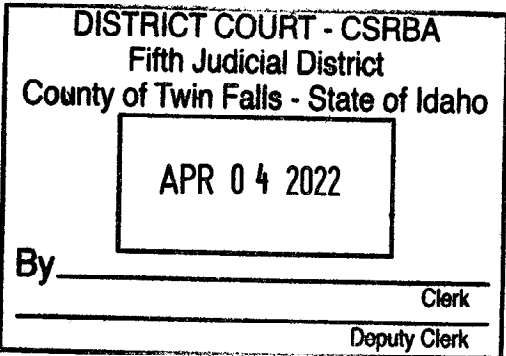 DISTRICT COURT - CSRBA
Fifth Judicial District
County of Twin Falls - State of Idaho
APR 04 2022
By
Clerk
Deputy Clerk